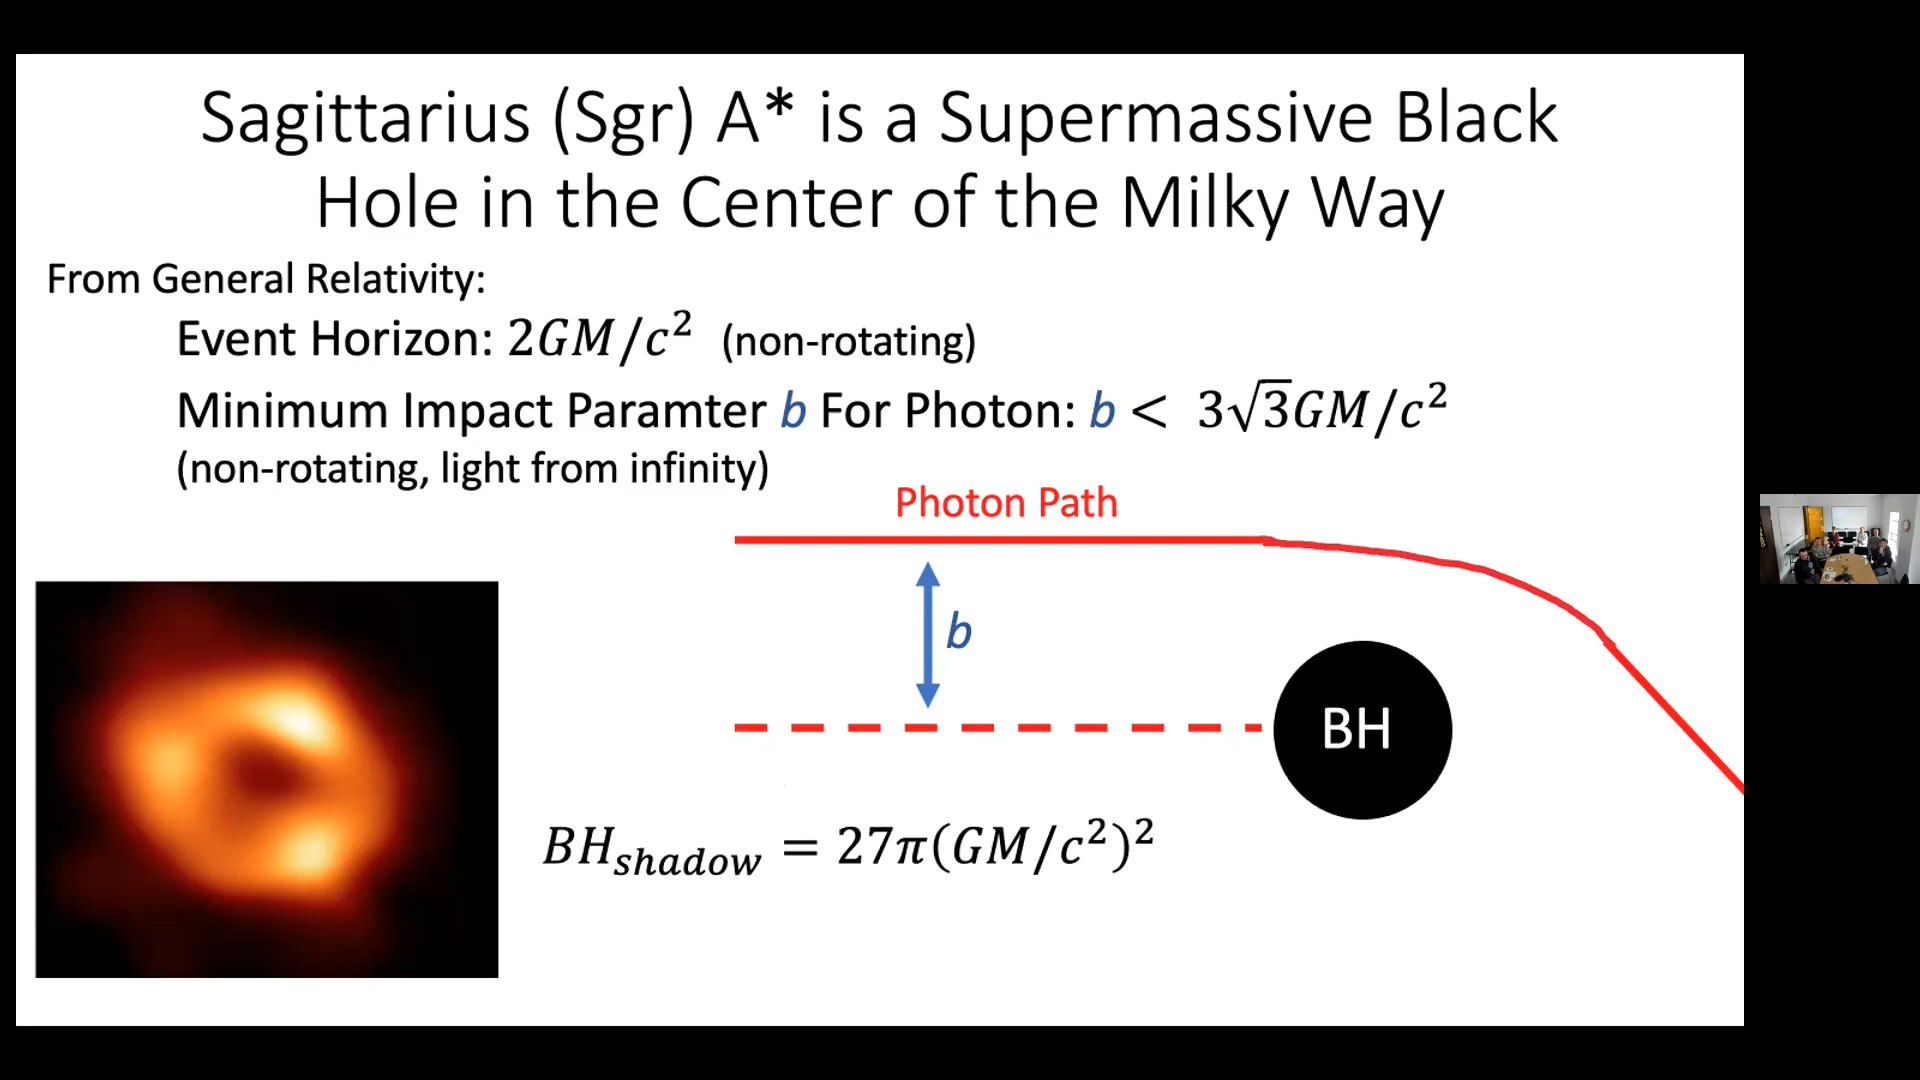 Sagittarius (Sgr) A* is a Supermassive Black
Hole in the Center of the Milky Way
From General Relativity:
Event Horizon: 2GM/c² (non-rotating)
Minimum Impact Paramter b For Photon: b < 3√3GM/c²
(non-rotating, light from infinity)
Photon Path
b
BH
BH_shadow = 27π(GM/c²)²